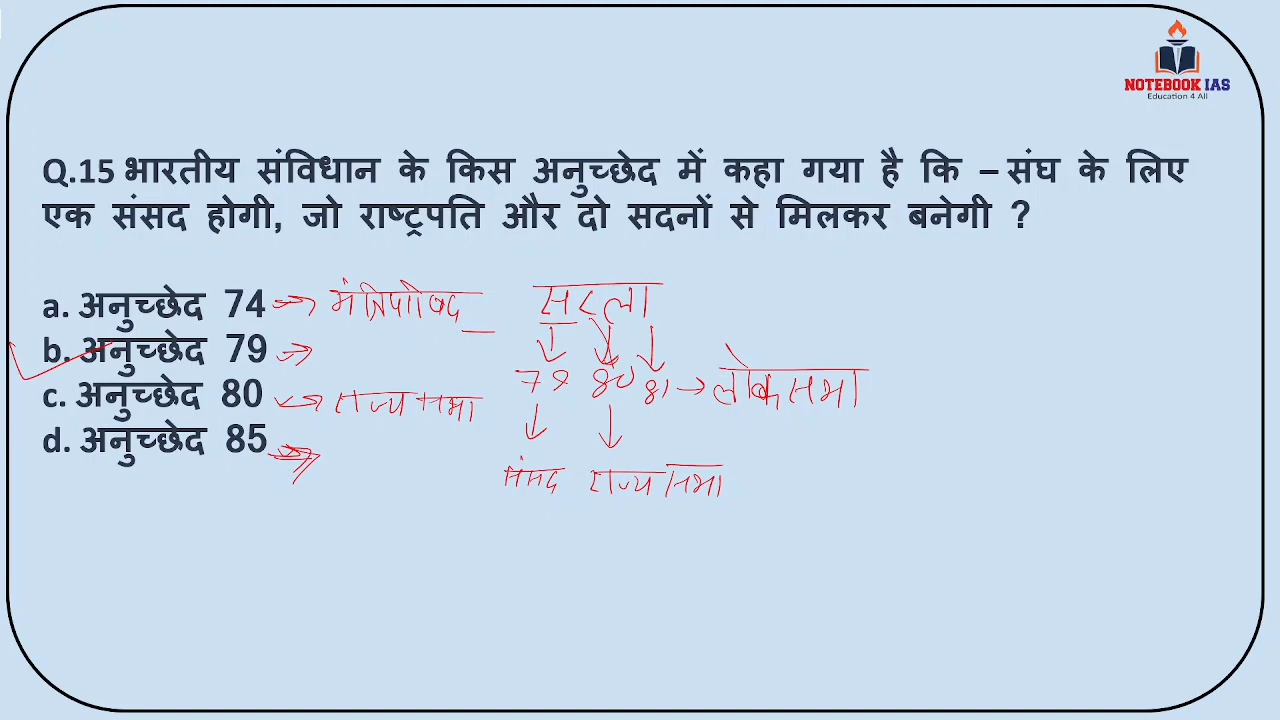 NOTEBOOK IAS
Education 4 All
Q.15 भारतीय संविधान के किस अनुच्छेद में कहा गया है कि – संघ के लिए
एक संसद होगी, जो राष्ट्रपति और दो सदनों से मिलकर बनेगी ?
a. अनुच्छेद 74 मंत्रिपरिषद सरला
b. अनुच्छेद 79
79 80 81 लोकसभा
c. अनुच्छेद 80 राज्यसभा
d. अनुच्छेद 85
संसद राज्यसभा